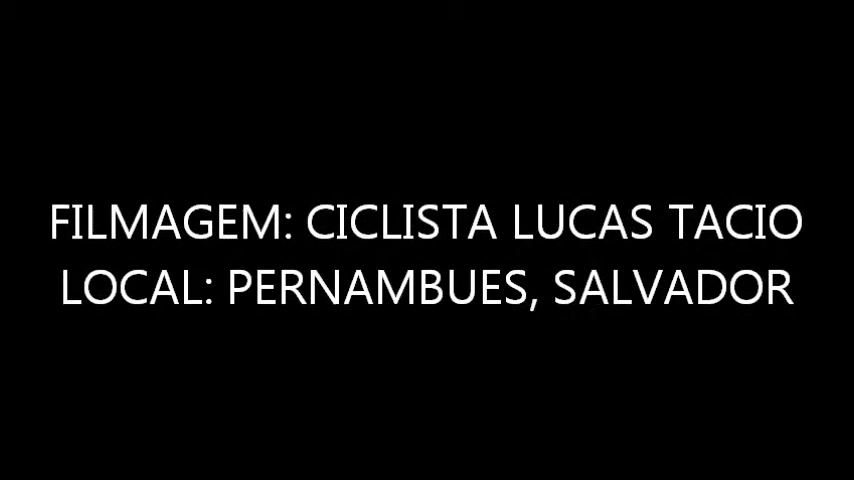 FILMAGEM: CICLISTA LUCAS TACIO
LOCAL: PERNAMBUES, SALVADOR